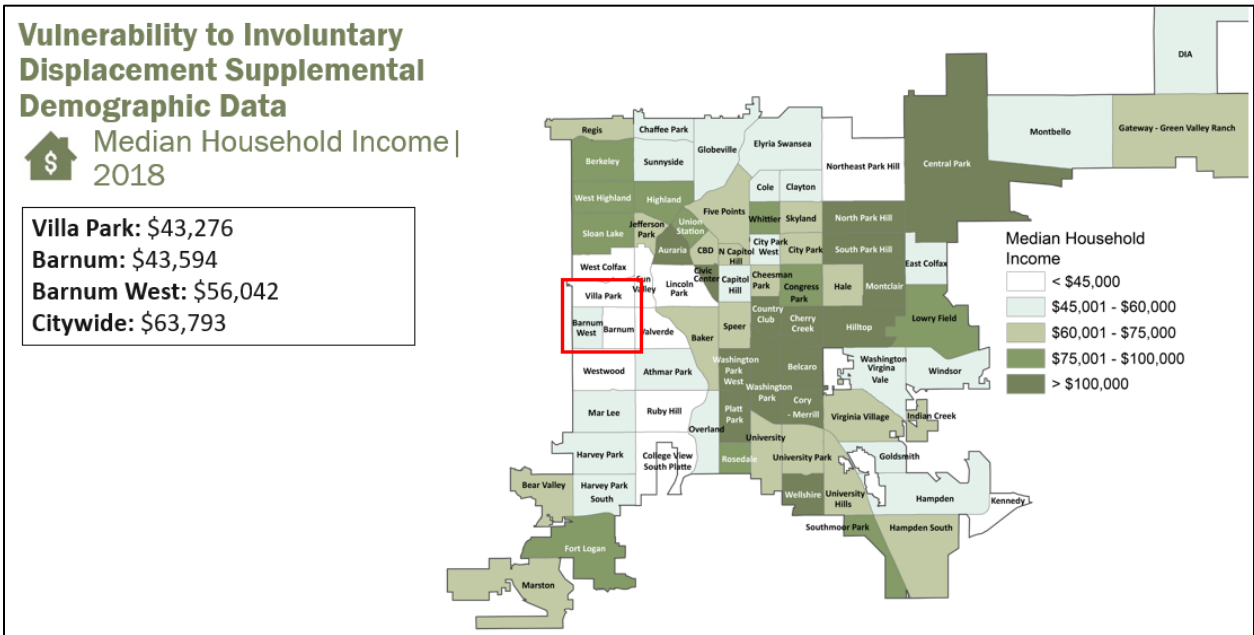 Vulnerability to Involuntary
Displacement Supplemental
Demographic Data
$
Median Household Income|
2018
Villa Park: $43,276
Barnum: $43,594
Barnum West: $56,042
Citywide: $63,793
DIA
Regis
Chaffee Park
Globeville
Elyria Swansea
Northeast Park Hill
Central Park
Montbello
Gateway - Green Valley Ranch
Berkeley
Sunnyside
West Highland
Highland
Cole
Clayton
Five Points
Whittier
Skyland
North Park Hill
Sloan Lake
Jefferson
Park
Union
Station
Auraria
CBD
N Capitol
Hill
City Park
West
City Park
South Park Hill
West Colfax
Sun
Valley
Lincoln
Park
Civic
Center
Capitol
Hill
Cheesman
Park
Congress
Park
Hale
Montclair
East Colfax
Villa Park
Country
Club
Cherry
Creek
Hilltop
Lowry Field
Barnum
West
Barnum
Valverde
Baker
Speer
Westwood
Athmar Park
Washington
Park
West
Washington
Park
Belcaro
Washington
Virgina
Vale
Windsor
Mar Lee
Ruby Hill
Overland
Platt
Park
Cory
- Merrill
Virginia Village
Indian Creek
Harvey Park
College View
South Platte
Rosedale
University
University Park
Goldsmith
Bear Valley
Harvey Park
South
Wellshire
University
Hills
Hampden
Kennedy
Southmoor Park
Hampden South
Fort Logan
Marston
Median Household
Income
< $45,000
$45,001 - $60,000
$60,001 - $75,000
$75,001 - $100,000
> $100,000